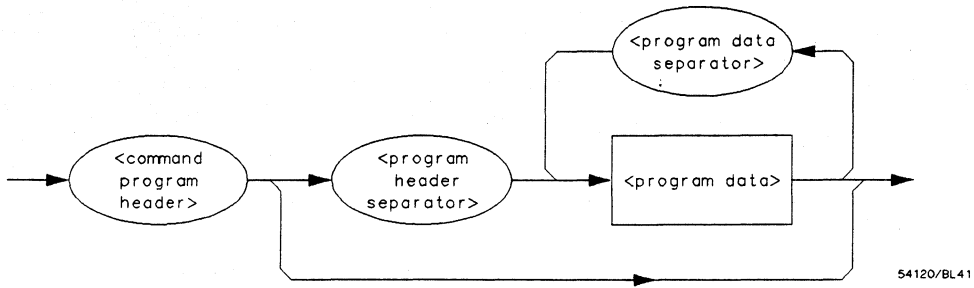 <program data
separator>
<command
program
header>
<program
header
separator>
<program data>
54120/BL41